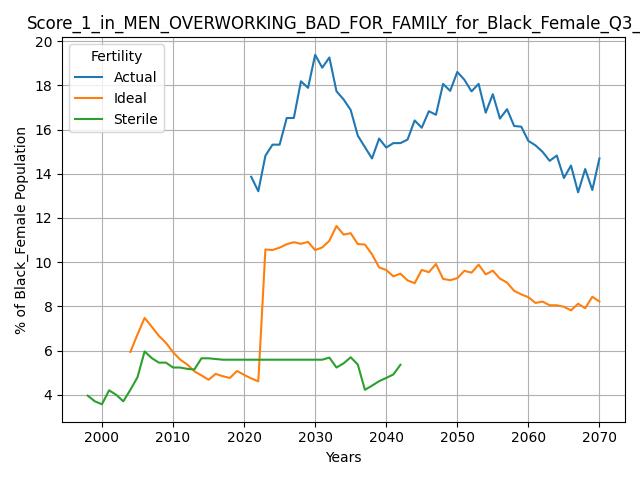 Score_1_in_MEN_OVERWORKING_BAD_FOR_FAMILY_for_Black_Female_Q3_
Fertility
Actual
Ideal
Sterile
% of Black_Female Population
20
18
16
14
12
10
8
6
4
2000 2010 2020 2030 2040 2050 2060 2070
Years